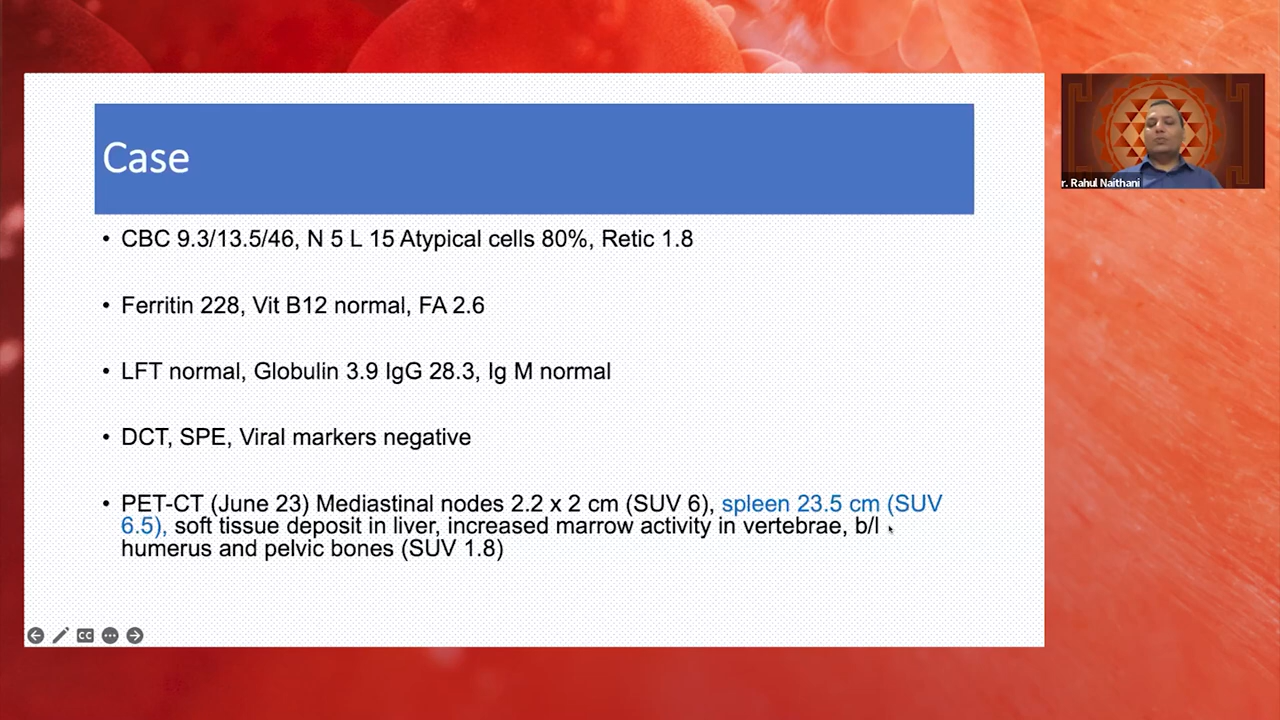 Case
• CBC 9.3/13.5/46, N 5 L 15 Atypical cells 80%, Retic 1.8
• Ferritin 228, Vit B12 normal, FA 2.6
• LFT normal, Globulin 3.9 IgG 28.3, Ig M normal
• DCT, SPE, Viral markers negative
• PET-CT (June 23) Mediastinal nodes 2.2 x 2 cm (SUV 6), spleen 23.5 cm (SUV
6.5), soft tissue deposit in liver, increased marrow activity in vertebrae, b/l
humerus and pelvic bones (SUV 1.8)
r. Rahul Naithani
CC